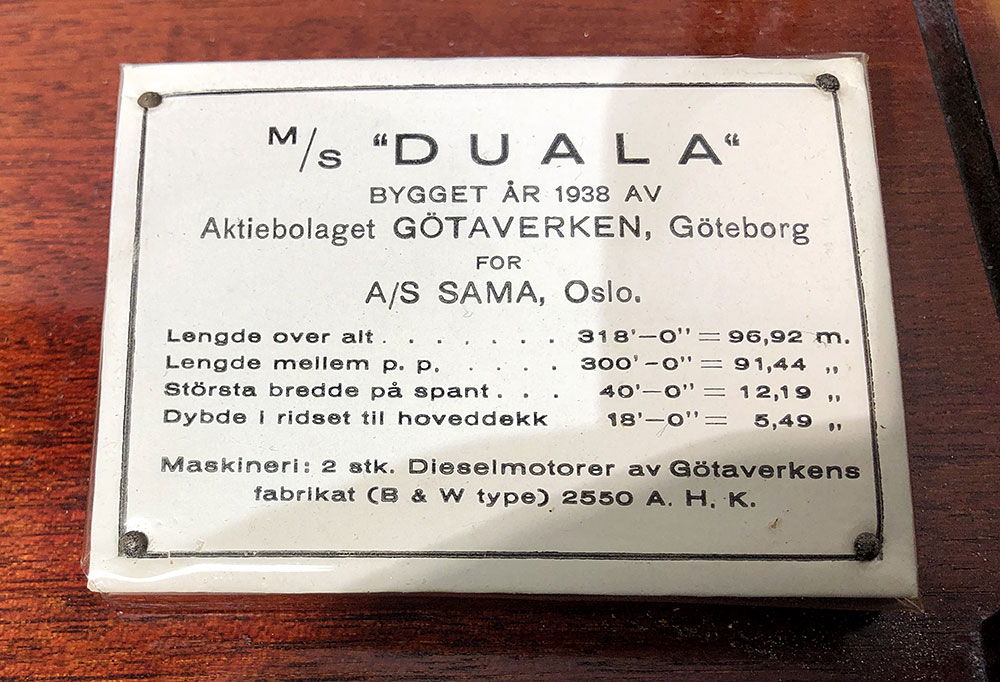 M/s “DUALA“
BYGGET ÅR 1938 AV
Aktiebolaget GÖTAVERKEN, Göteborg
FOR
A/S SAMA, Oslo.
Lengde over alt . . . . . . . 318'–0" = 96,92 m.
Lengde mellem p. p. . . . . . 300'–0" = 91,44 „
Största bredde på spant . . . 40'–0" = 12,19 „
Dybde i ridset til hoveddekk 18'–0" = 5,49 „
Maskineri: 2 stk. Dieselmotorer av Götaverkens
fabrikat (B & W type) 2550 A. H. K.